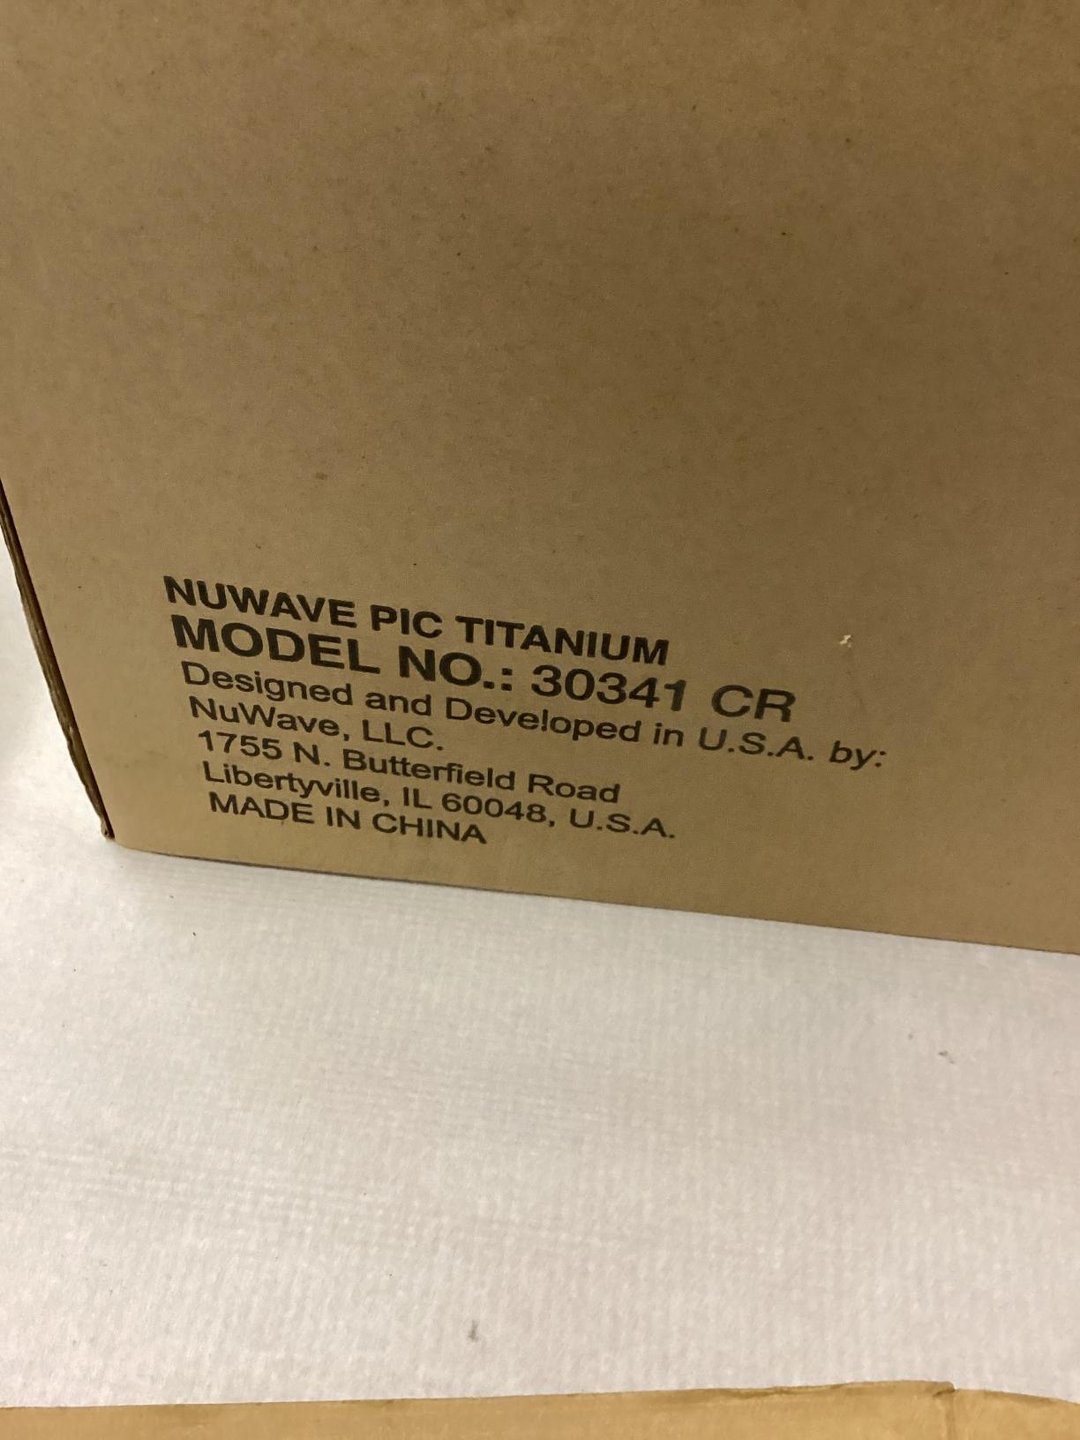 NUWAVE PIC TITANIUM
MODEL NO.: 30341 CR
Designed and Developed in U.S.A. by:
NuWave, LLC.
1755 N. Butterfield Road
Libertyville, IL 60048, U.S.A.
MADE IN CHINA